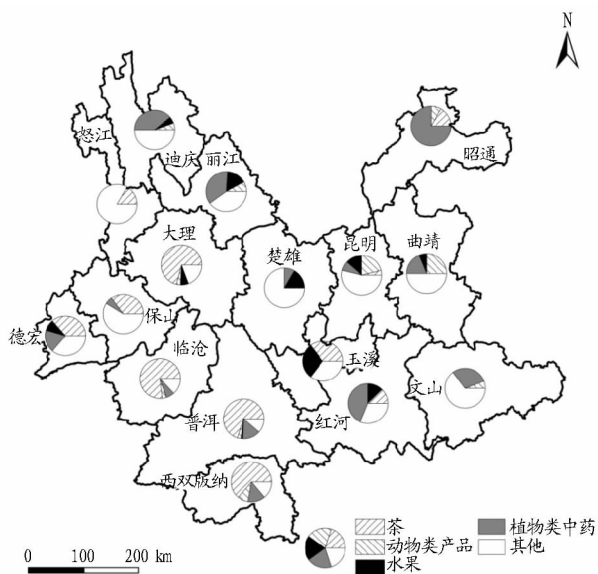 N
怒江
迪庆
丽江
昭通
大理
楚雄
昆明
曲靖
德宏
保山
临沧
玉溪
文山
普洱
红河
西双版纳
茶
植物类中药
动物类产品
其他
水果
0 100 200 km